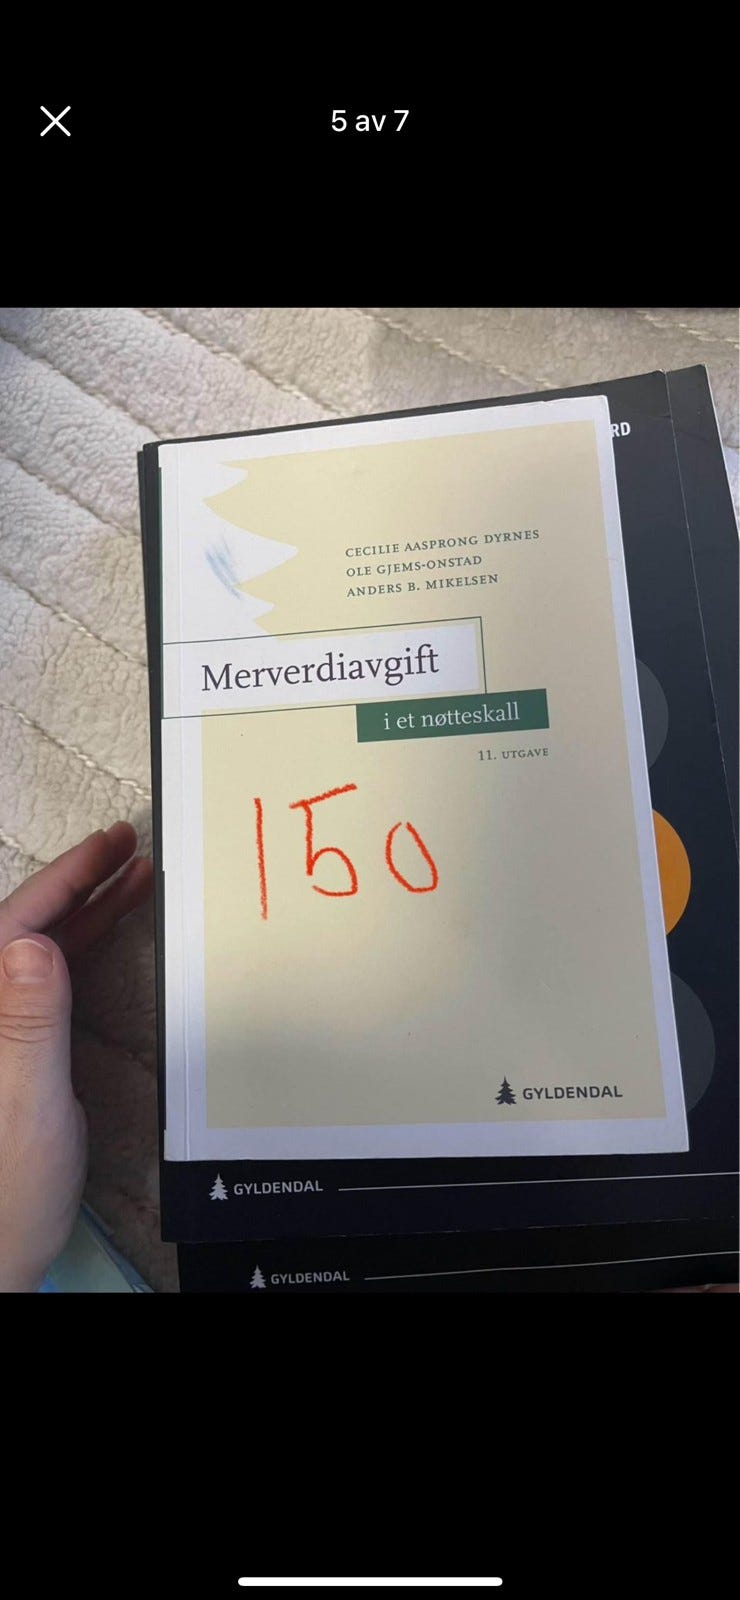 5 av 7
RD
CECILIE AASPRONG DYRNES
OLE GJEMS-ONSTAD
ANDERS B. MIKELSEN
Merverdiavgift
i et nøtteskall
11. UTGAVE
150
GYLDENDAL
GYLDENDAL
GYLDENDAL